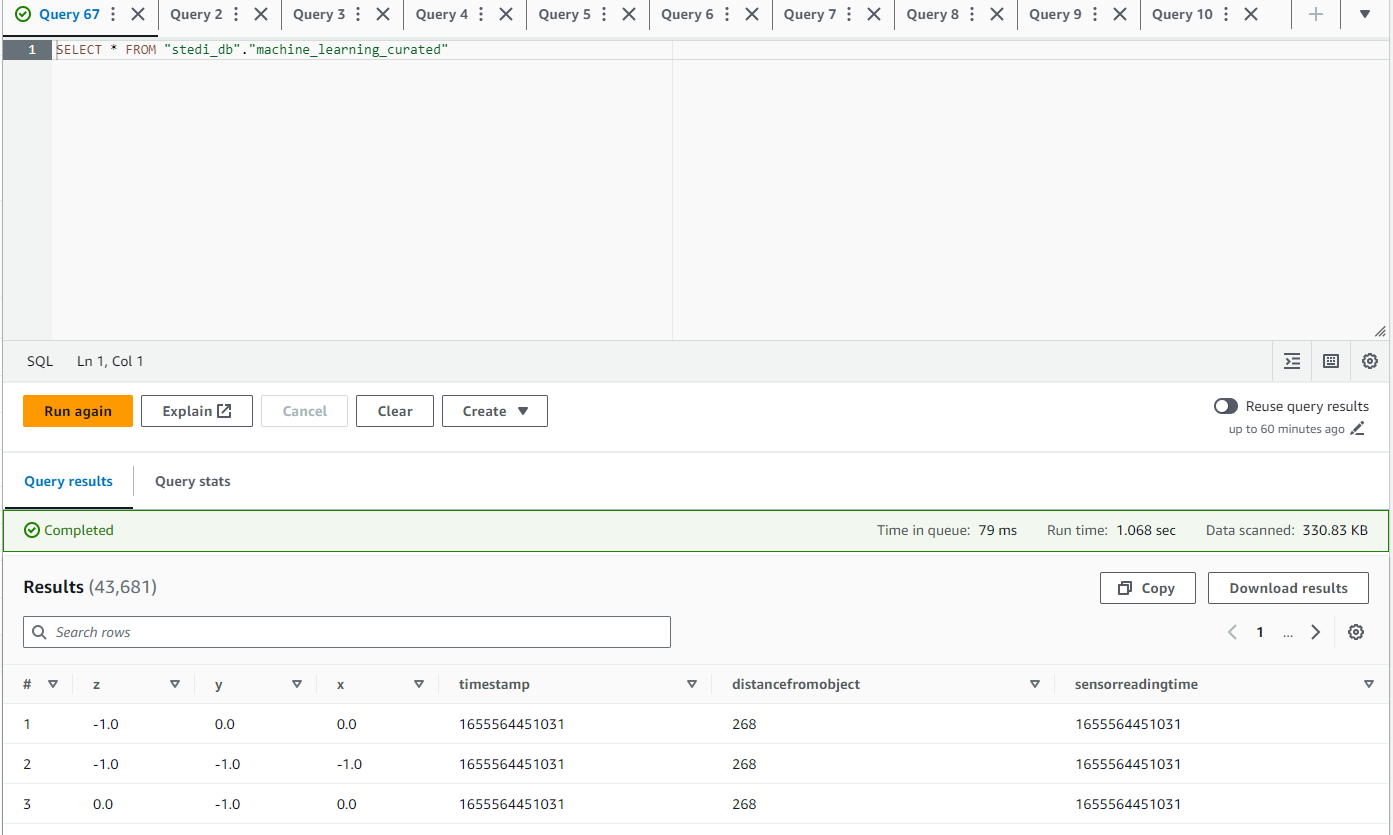 Query 67 Query 2 Query 3 Query 4 Query 5 Query 6 Query 7 Query 8 Query 9 Query 10
1 SELECT * FROM "stedi_db"."machine_learning_curated"
SQL Ln 1, Col 1
Run again Explain Cancel Clear Create Reuse query results
up to 60 minutes ago
Query results Query stats
Completed Time in queue: 79 ms Run time: 1.068 sec Data scanned: 330.83 KB
Results (43,681) Copy Download results
Search rows 1 ...
# z y x timestamp distancefromobject sensorreadingtime
1 -1.0 0.0 0.0 1655564451031 268 1655564451031
2 -1.0 -1.0 -1.0 1655564451031 268 1655564451031
3 0.0 -1.0 0.0 1655564451031 268 1655564451031